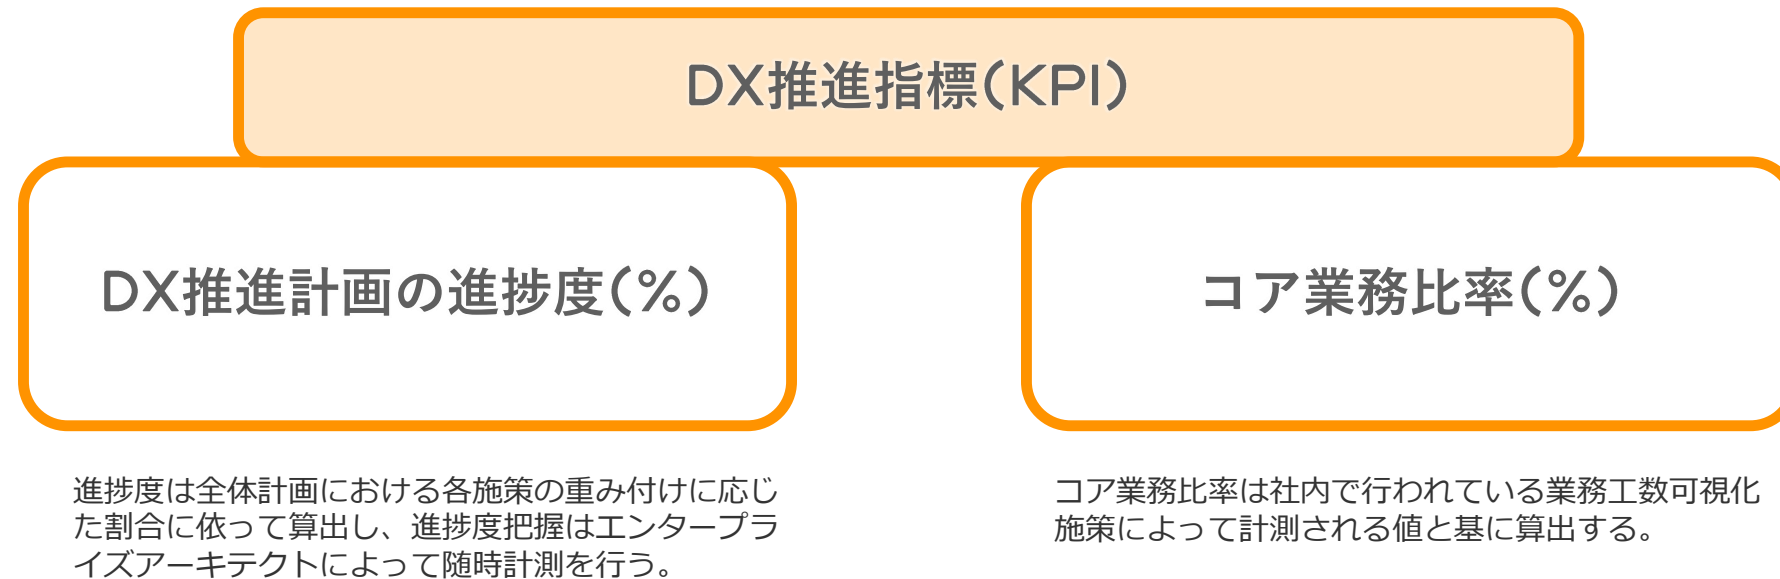 DX推進指標(KPI)
DX推進計画の進捗度(%)
コア業務比率(%)
進捗度は全体計画における各施策の重み付けに応じ
た割合に依って算出し、進捗度把握はエンタープラ
イズアーキテクトによって随時計測を行う。
コア業務比率は社内で行われている業務工数可視化
施策によって計測される値と基に算出する。